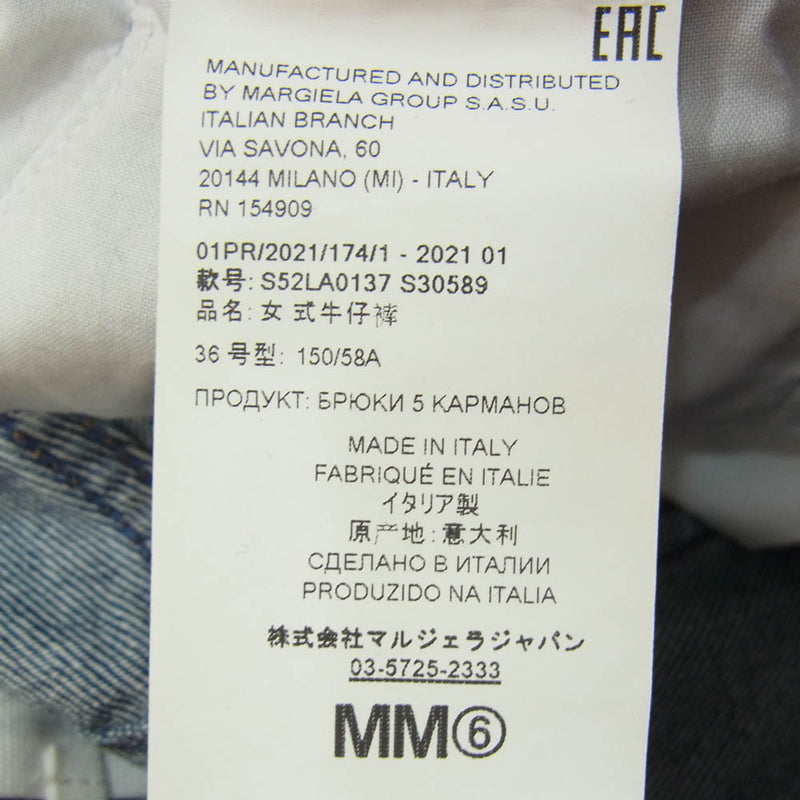 EAC
MANUFACTURED AND DISTRIBUTED
BY MARGIELA GROUP S.A.S.U.
ITALIAN BRANCH
VIA SAVONA, 60
20144 MILANO (MI) - ITALY
RN 154909
01PR/2021/174/1 - 2021 01
款号: S52LA0137 S30589
品名: 女 式牛仔裤
36 号型: 150/58A
ПРОДУКТ: БРЮКИ 5 КАРМАНОВ
MADE IN ITALY
FABRIQUÉ EN ITALIE
イタリア製
原产地: 意大利
СДЕЛАНО В ИТАЛИИ
PRODUZIDO NA ITALIA
株式会社マルジェラジャパン
03-5725-2333
MM⑥